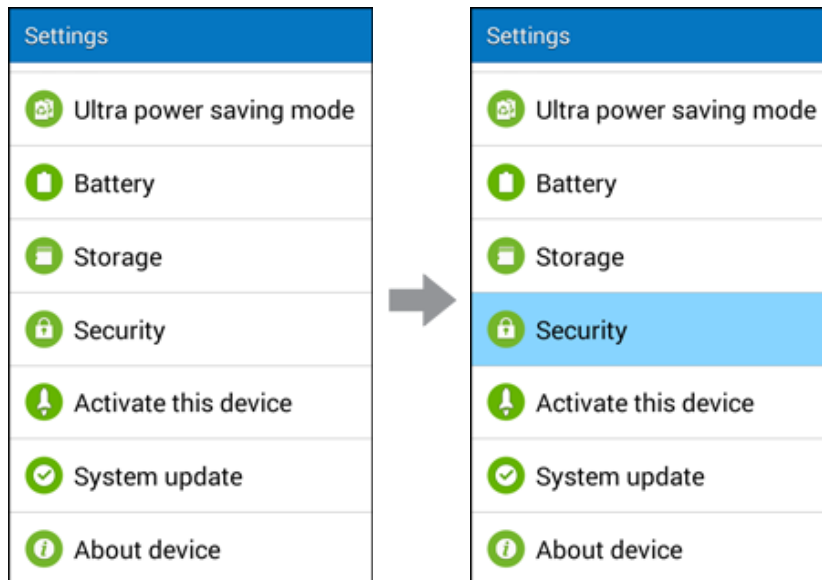 Settings
Ultra power saving mode
Battery
Storage
Security
Activate this device
System update
About device
Settings
Ultra power saving mode
Battery
Storage
Security
Activate this device
System update
About device